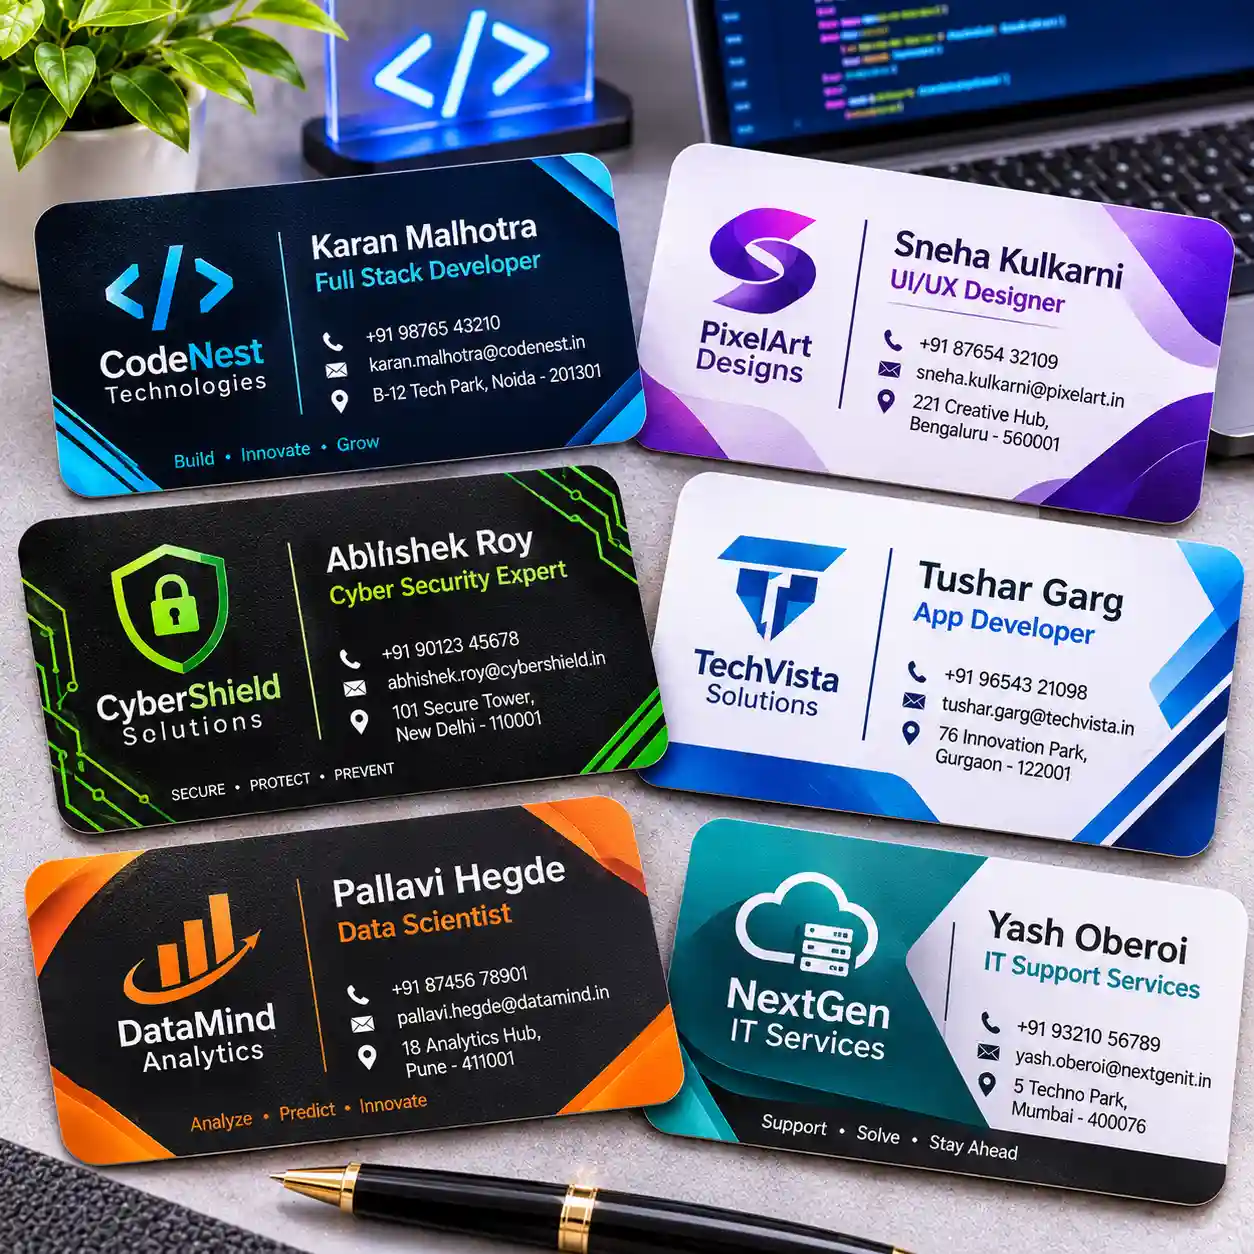 </>
</>
CodeNest
Technologies
Karan Malhotra
Full Stack Developer
+91 98765 43210
karan.malhotra@codenest.in
B-12 Tech Park, Noida - 201301
Build • Innovate • Grow
PixelArt
Designs
Sneha Kulkarni
UI/UX Designer
+91 87654 32109
sneha.kulkarni@pixelart.in
221 Creative Hub,
Bengaluru - 560001
CyberShield
Solutions
Roy
Cyber Security Expert
+91 90123 45678
abhishek.roy@cybershield.in
101 Secure Tower,
New Delhi - 110001
SECURE • PROTECT • PREVENT
TechVista
Solutions
Tushar Garg
App Developer
+91 96543 21098
tushar.garg@techvista.in
76 Innovation Park,
Gurgaon - 122001
DataMind
Analytics
Pallavi Hegde
Data Scientist
+91 87456 78901
pallavi.hegde@datamind.in
18 Analytics Hub,
Pune - 411001
Analyze • Predict • Innovate
NextGen
IT Services
Yash Oberoi
IT Support Services
+91 93210 56789
yash.oberoi@nextgenit.in
5 Techno Park,
Mumbai - 400076
Support • Solve • Stay Ahead